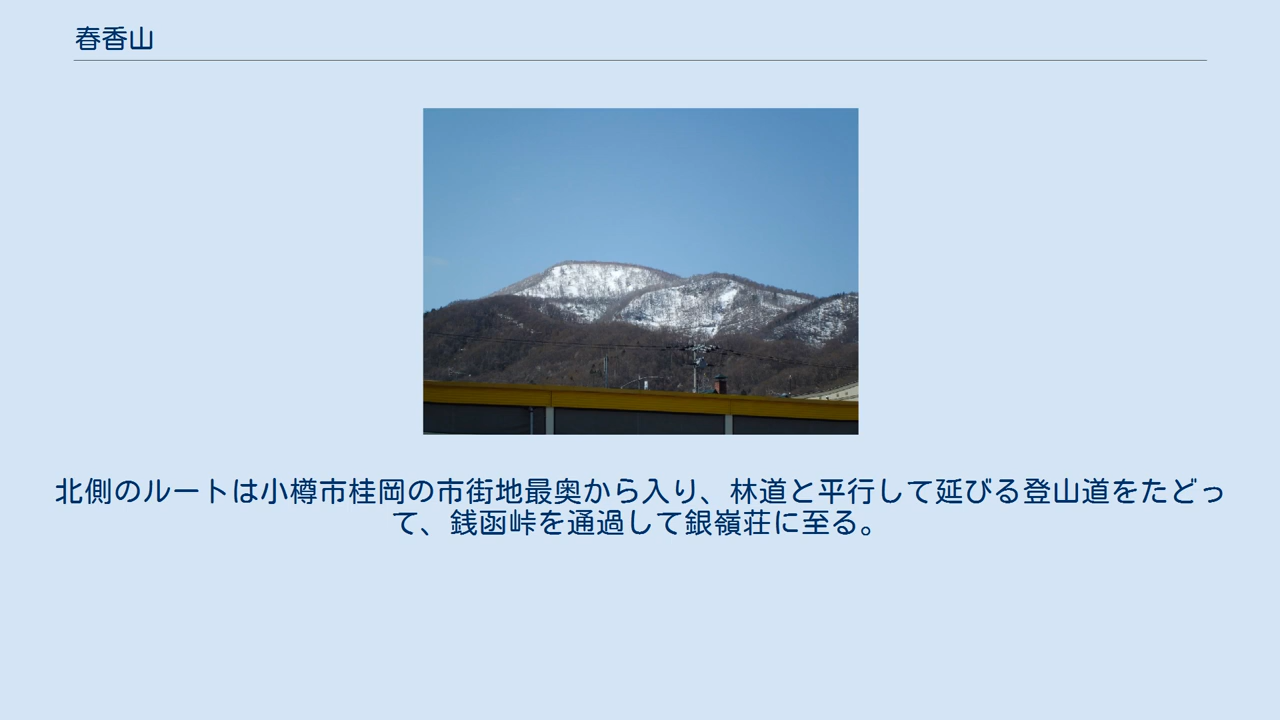 春香山
北側のルートは小樽市桂岡の市街地最奥から入り、林道と平行して延びる登山道をたどっ
て、銭函峠を通過して銀嶺荘に至る。